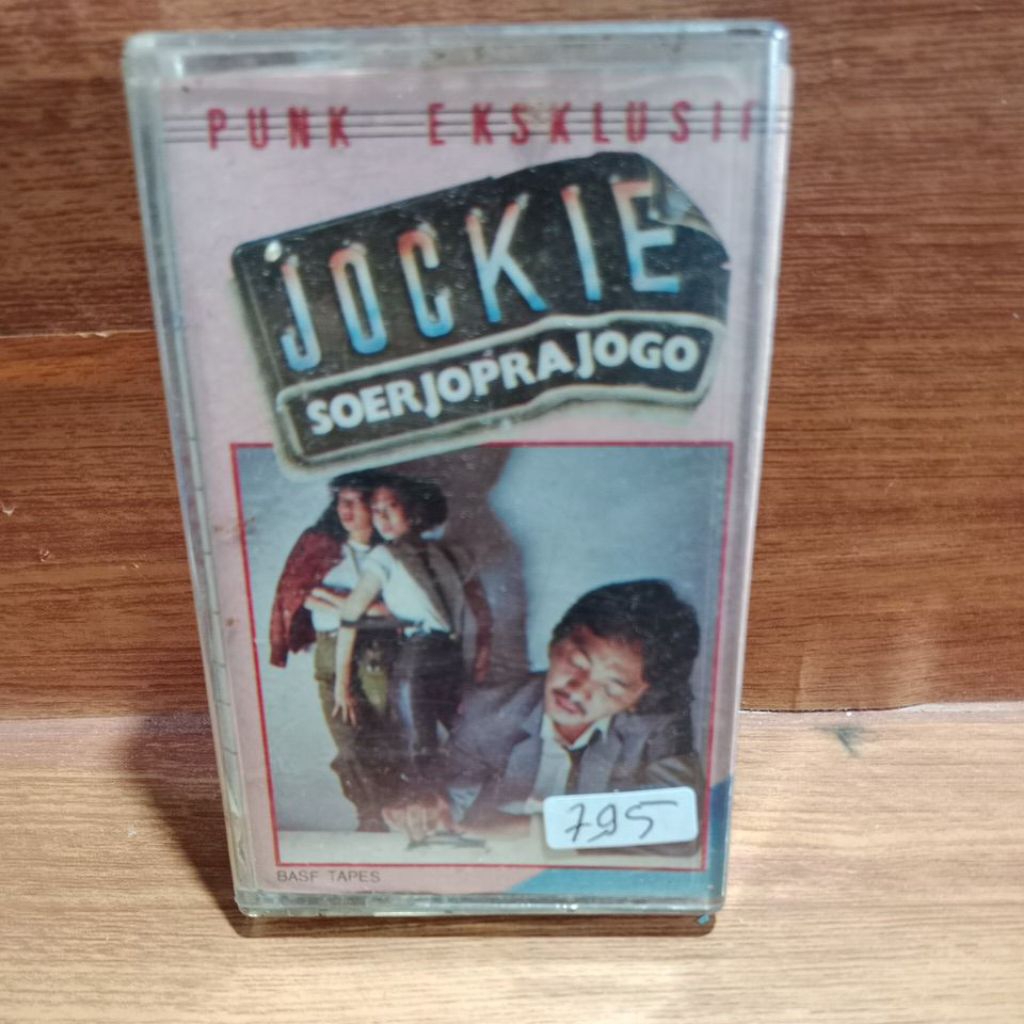 PUNK EKSKLUSIF
JOCKIE
SOERJOPRAJOGO
795
BASF TAPES